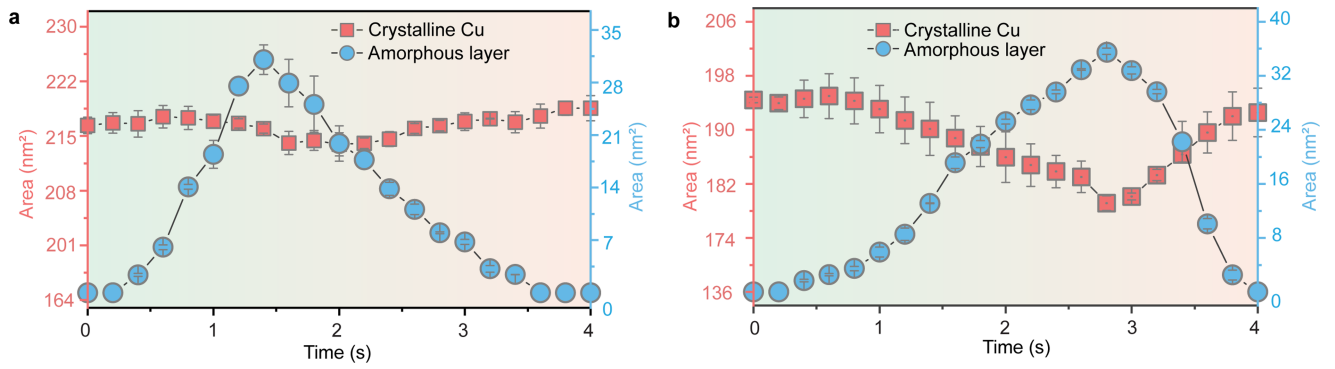 a
Crystalline Cu
Amorphous layer
230
222
215
208
201
164
Area (nm²)
35
28
21
14
7
0
Area (nm²)
0 1 2 3 4
Time (s)
b
Crystalline Cu
Amorphous layer
206
198
190
182
174
136
Area (nm²)
40
32
24
16
8
0
Area (nm²)
0 1 2 3 4
Time (s)